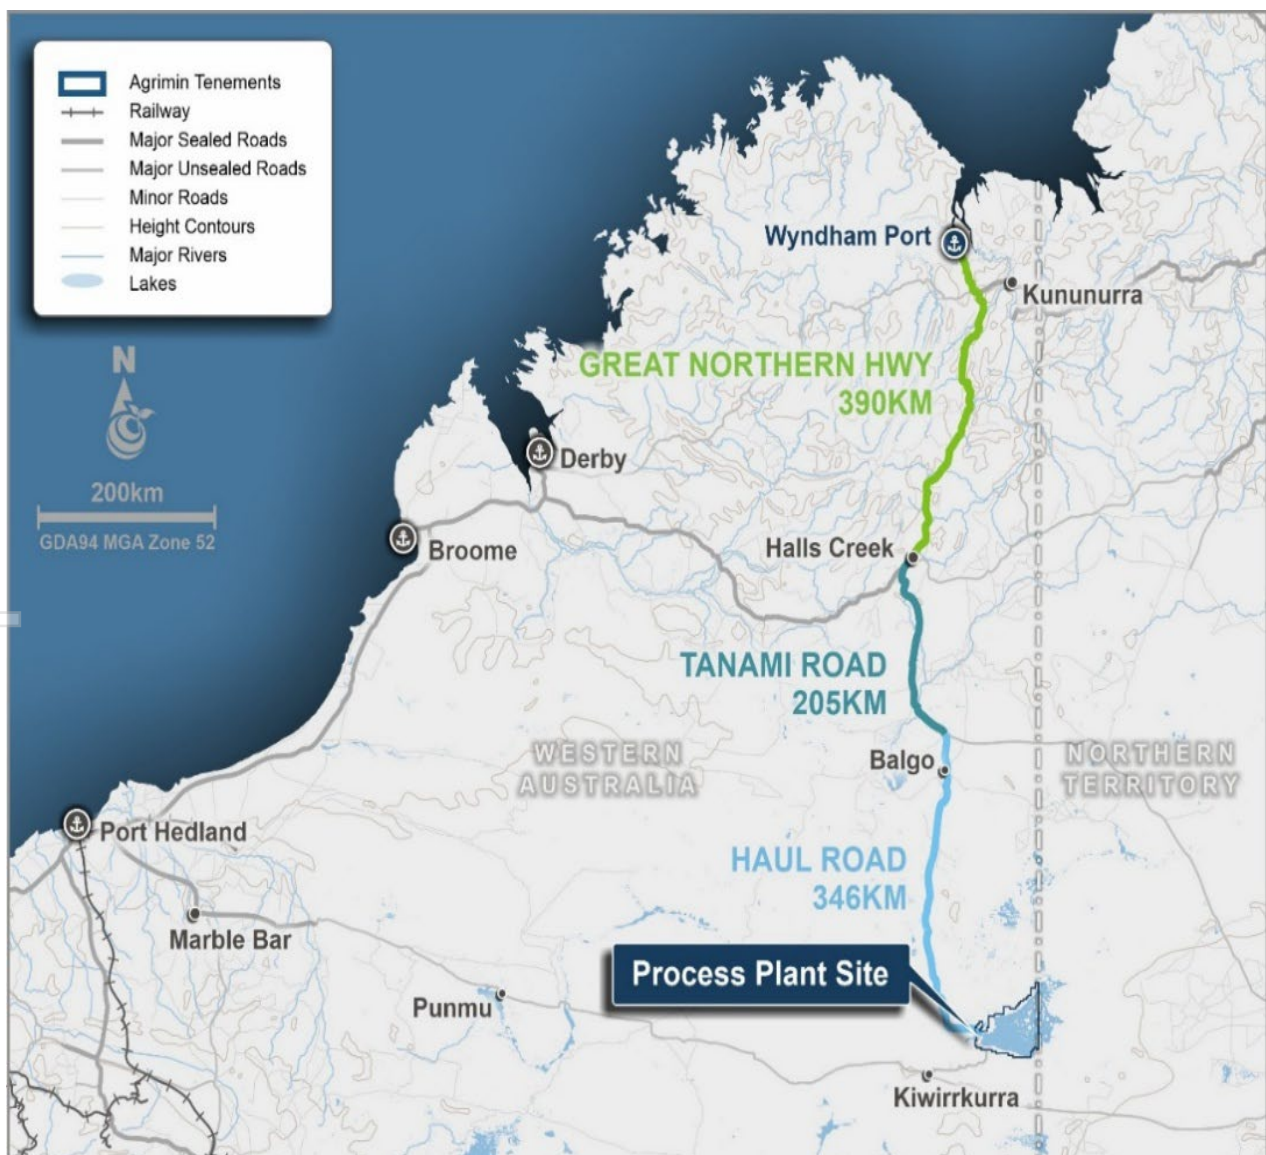 Agrimin Tenements
Railway
Major Sealed Roads
Major Unsealed Roads
Minor Roads
Height Contours
Major Rivers
Lakes
N
200km
GDA94 MGA Zone 52
Wyndham Port
Kununurra
GREAT NORTHERN HWY
390KM
Derby
Broome
Halls Creek
TANAMI ROAD
205KM
WESTERN
AUSTRALIA
NORTHERN
TERRITORY
Balgo
Port Hedland
HAUL ROAD
346KM
Marble Bar
Process Plant Site
Punmu
Kiwirrkurra